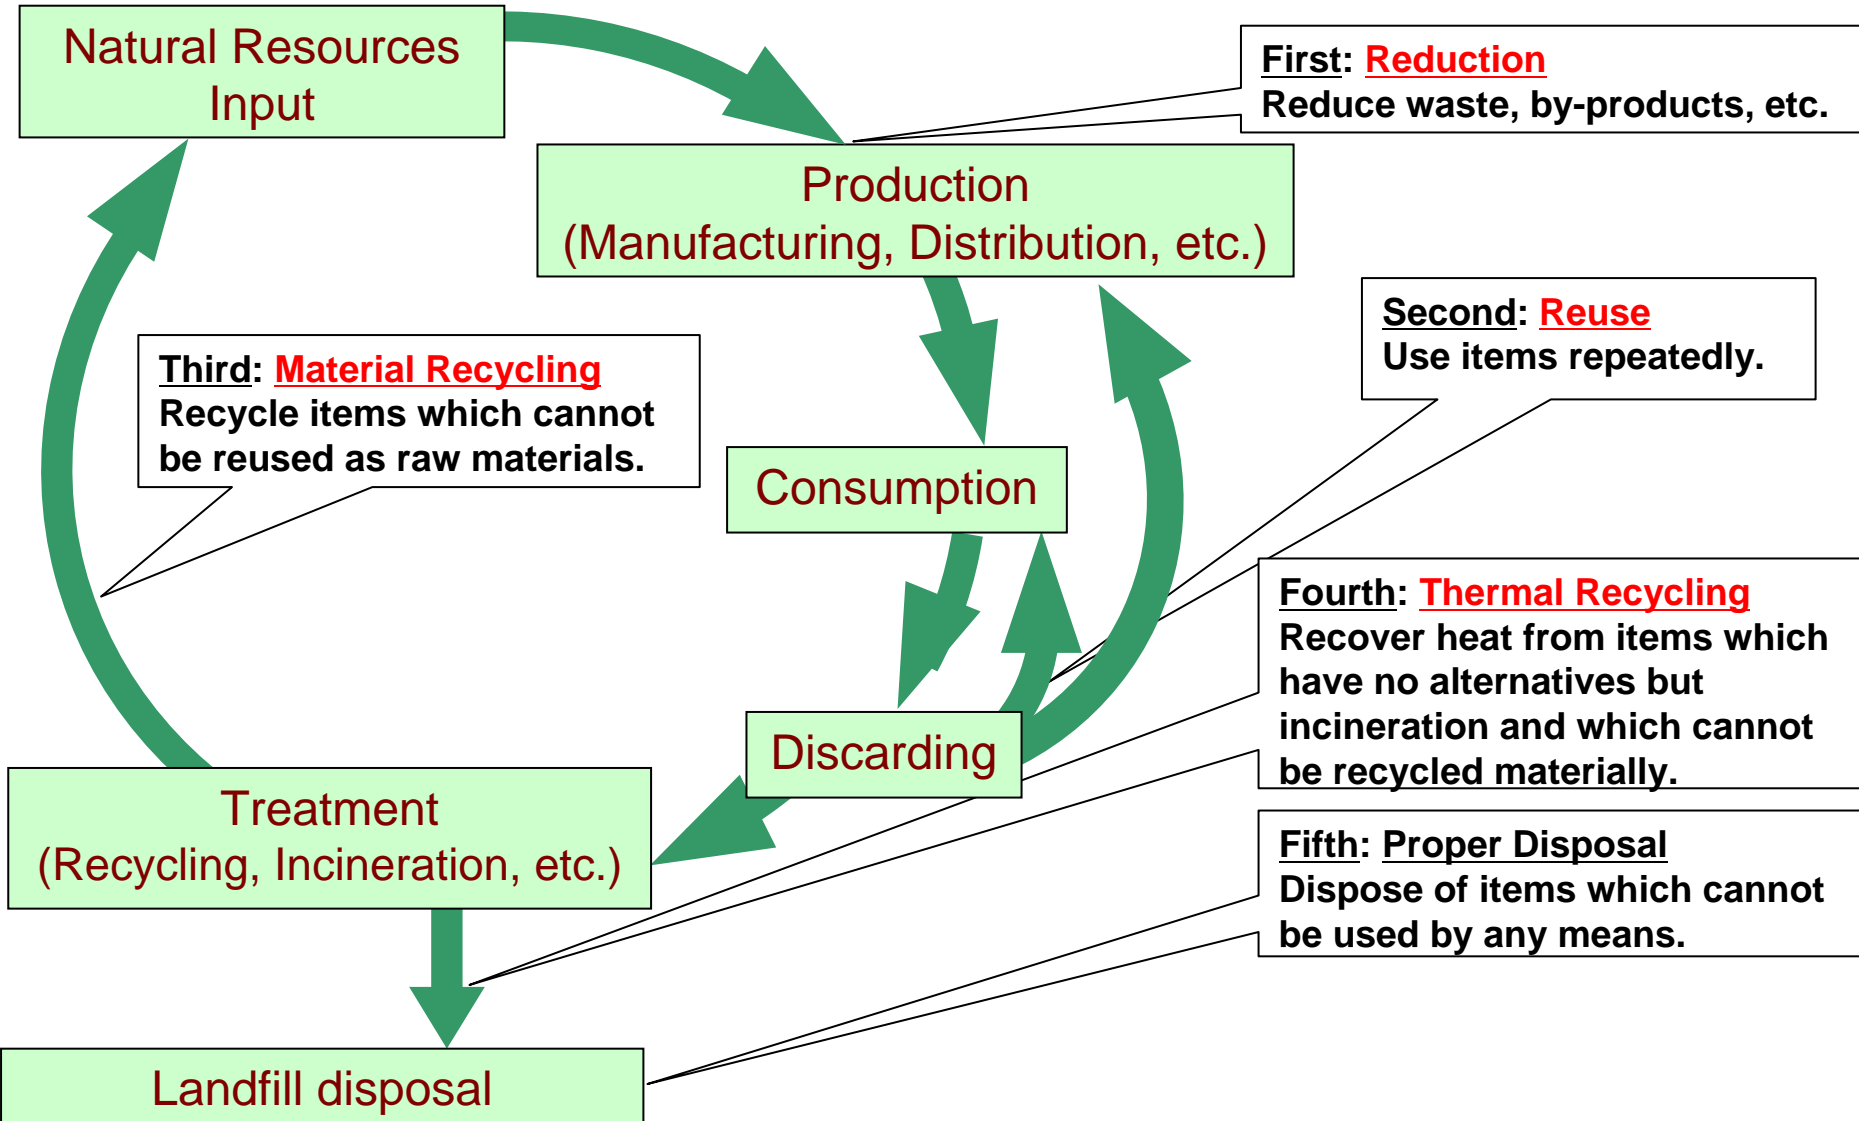 Natural Resources
Input
First: Reduction
Reduce waste, by-products, etc.
Production
(Manufacturing, Distribution, etc.)
Second: Reuse
Use items repeatedly.
Third: Material Recycling
Recycle items which cannot
be reused as raw materials.
Consumption
Fourth: Thermal Recycling
Recover heat from items which
have no alternatives but
incineration and which cannot
be recycled materially.
Discarding
Treatment
(Recycling, Incineration, etc.)
Fifth: Proper Disposal
Dispose of items which cannot
be used by any means.
Landfill disposal